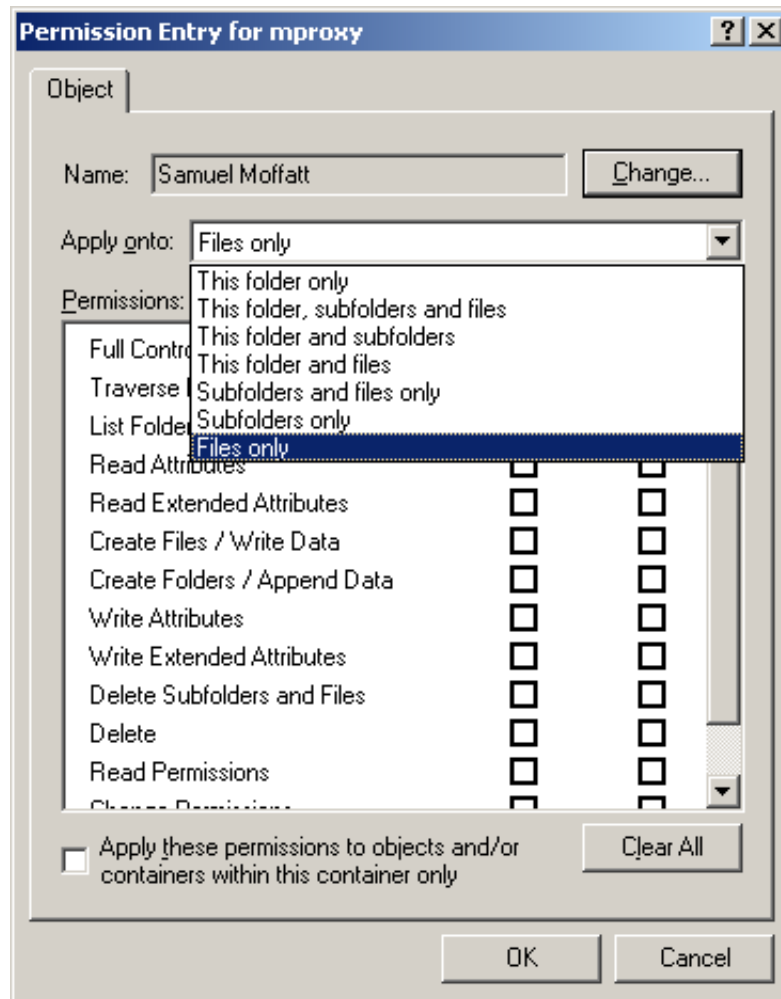 Permission Entry for mproxy
Object
Name: Samuel Moffatt Change...
Apply onto: Files only
This folder only
This folder, subfolders and files
This folder and subfolders
This folder and files
Subfolders and files only
Subfolders only
Files only
Permissions:
Full Contro
Traverse
List Folder
Read Attributes
Read Extended Attributes
Create Files / Write Data
Create Folders / Append Data
Write Attributes
Write Extended Attributes
Delete Subfolders and Files
Delete
Read Permissions
Change Permissions
Apply these permissions to objects and/or
containers within this container only
Clear All
OK Cancel